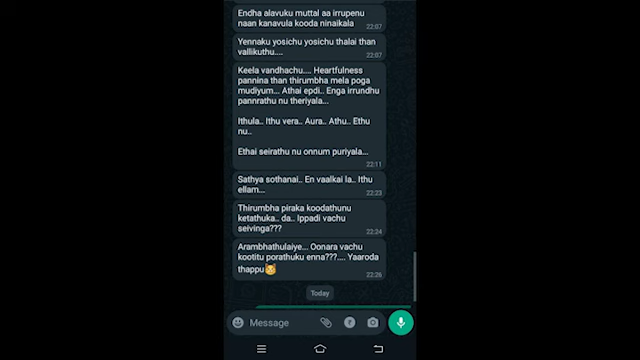 Endha alavuku muttal aa irrupenu
naan kanavula kooda ninaikala
22:07
Yennaku yosichu yosichu thalai than
vallikuthu....
22:07
Keela vandhachu.... Heartfulness
pannina than thirumbha mela poga
mudiyum... Athai epdi.. Enga irrundhu
pannrathu nu theriyala...
Ithula.. Ithu vera.. Aura.. Athu.. Ethu
nu..
Ethai seirathu nu onnum puriyala...
22:11
Sathya sothanai.. En vaalkai la.. Ithu
ellam...
22:23
Thirumbha piraka koodathunu
ketathuka.. da.. Ippadi vachu
seivinga???
22:24
Arambhathulaiye... Oonara vachu
kootitu porathuku enna???.... Yaaroda
thappu
22:26
Today
Message